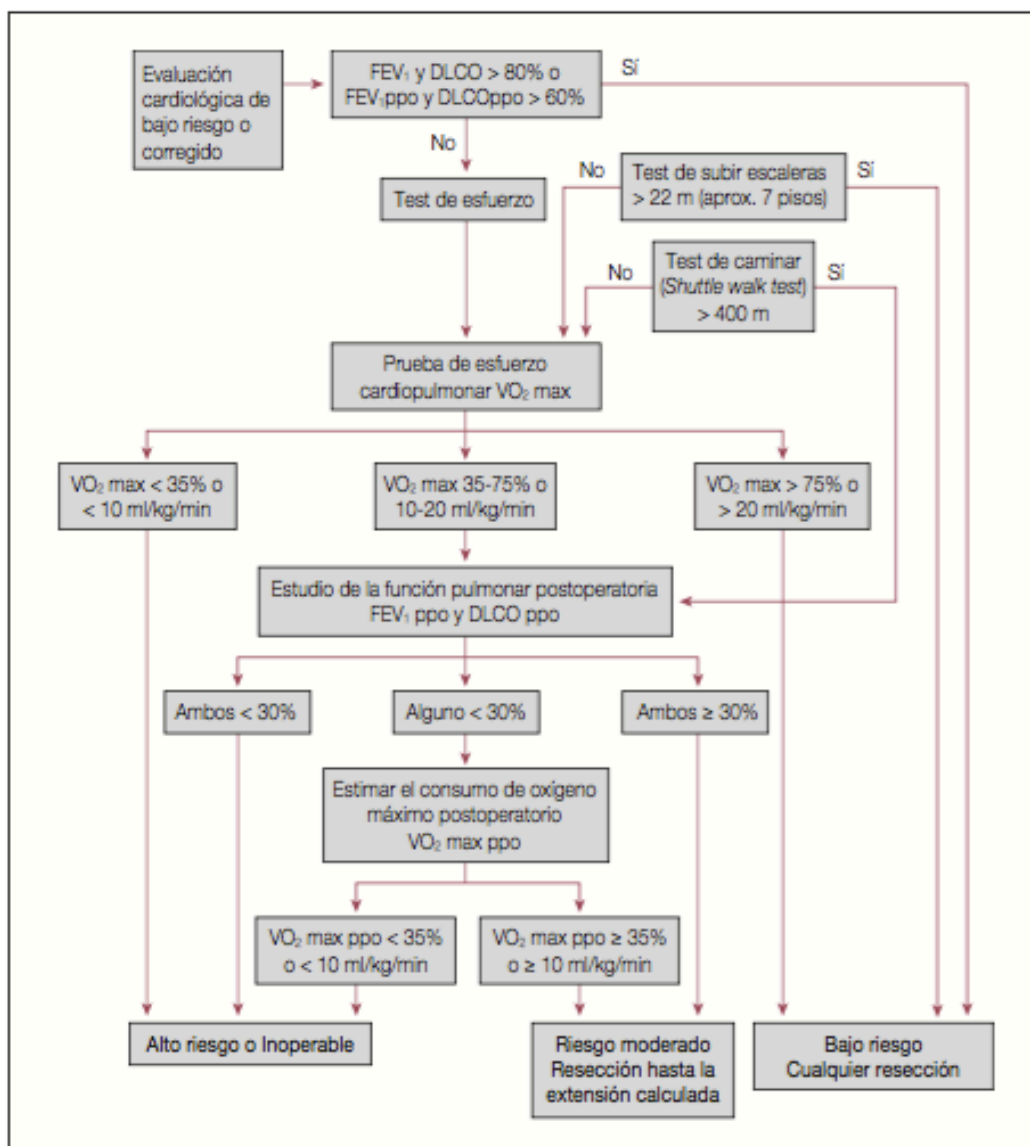 Evaluación
cardiológica de
bajo riesgo o
corregido
FEV₁ y DLCO > 80% o
FEV₁ppo y DLCOppo > 60%
Sí
No
Test de esfuerzo
No
Test de subir escaleras
> 22 m (aprox. 7 pisos)
Sí
No
Test de caminar
(Shuttle walk test)
> 400 m
Sí
Prueba de esfuerzo
cardiopulmonar VO₂ max
VO₂ max < 35% o
< 10 ml/kg/min
VO₂ max 35-75% o
10-20 ml/kg/min
VO₂ max > 75% o
> 20 ml/kg/min
Estudio de la función pulmonar postoperatoria
FEV₁ ppo y DLCO ppo
Ambos < 30%
Alguno < 30%
Ambos ≥ 30%
Estimar el consumo de oxígeno
máximo postoperatorio
VO₂ max ppo
VO₂ max ppo < 35%
o < 10 ml/kg/min
VO₂ max ppo ≥ 35%
o ≥ 10 ml/kg/min
Alto riesgo o Inoperable
Riesgo moderado
Resección hasta la
extensión calculada
Bajo riesgo
Cualquier resección